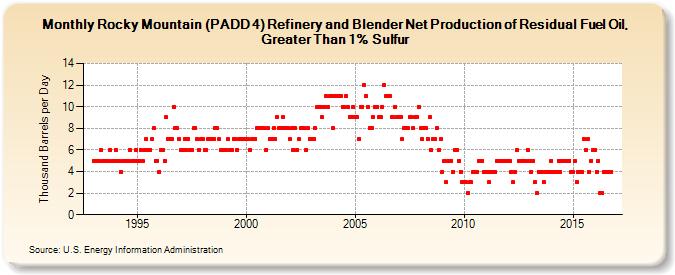 Monthly Rocky Mountain (PADD 4) Refinery and Blender Net Production of Residual Fuel Oil,
Greater Than 1% Sulfur
Thousand Barrels per Day
14
12
10
8
6
4
2
0
1995 2000 2005 2010 2015
Source: U.S. Energy Information Administration